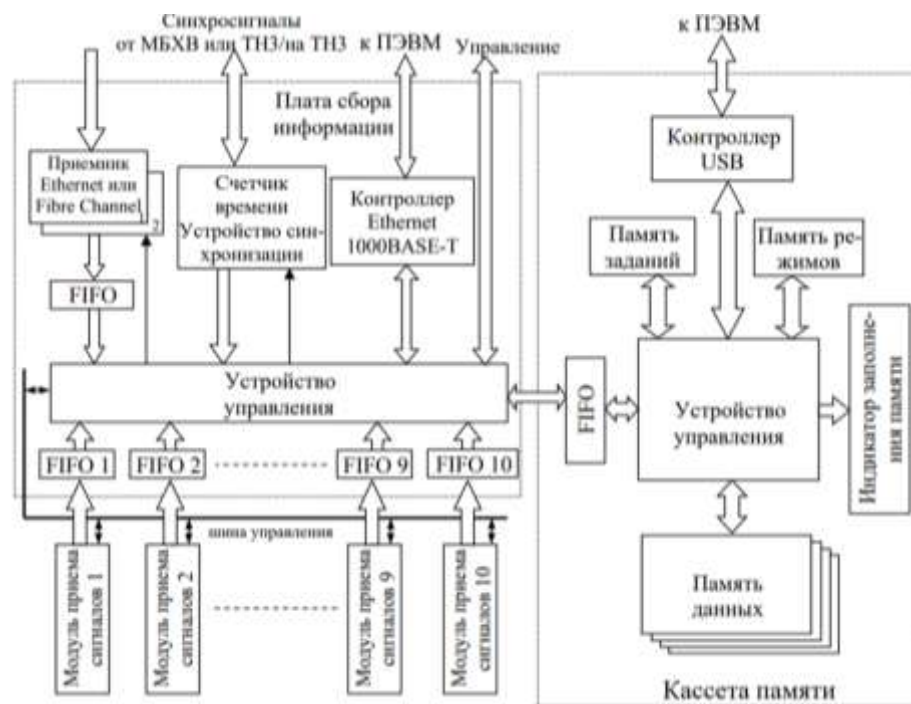 Синхросигналы
от МБХВ или ТНЗ/на ТНЗ
к ПЭВМ
Управление
Плата сбора
информации
Приемник
Ethernet или
Fibre Channel
1
2
FIFO
Счетчик
времени
Устройство син-
хронизации
Контроллер
Ethernet
1000BASE-T
Устройство
управления
FIFO 1
FIFO 2
FIFO 9
FIFO 10
шина управления
Модуль приема
сигналов 1
Модуль приема
сигналов 2
Модуль приема
сигналов 9
Модуль приема
сигналов 10
к ПЭВМ
Контроллер
USB
Память
заданий
Память ре-
жимов
FIFO
Устройство
управления
Индикатор заполне-
ния памяти
Память
данных
Кассета памяти